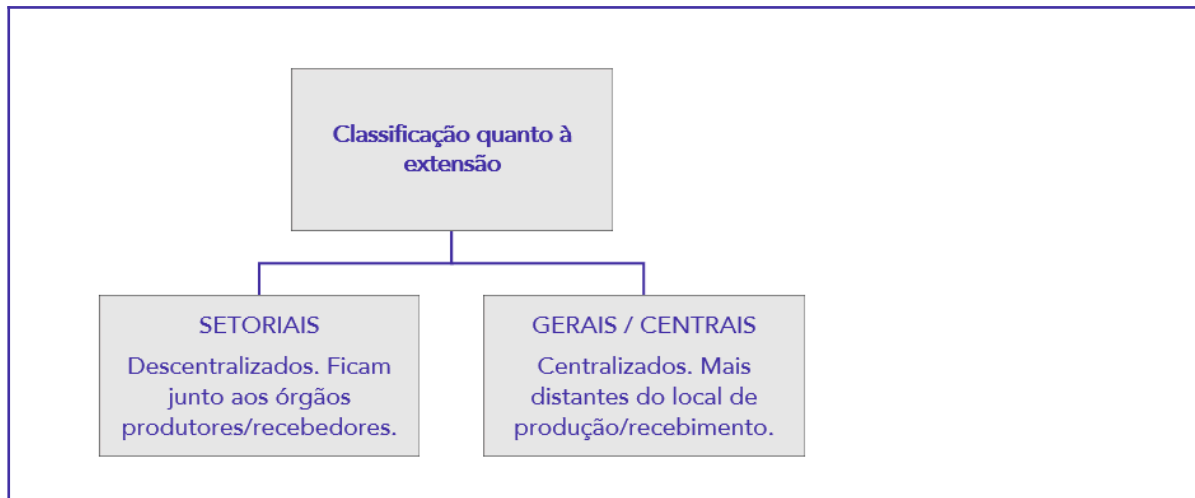 Classificação quanto à
extensão
SETORIAIS
Descentralizados. Ficam
junto aos órgãos
produtores/recebedores.
GERAIS / CENTRAIS
Centralizados. Mais
distantes do local de
produção/recebimento.